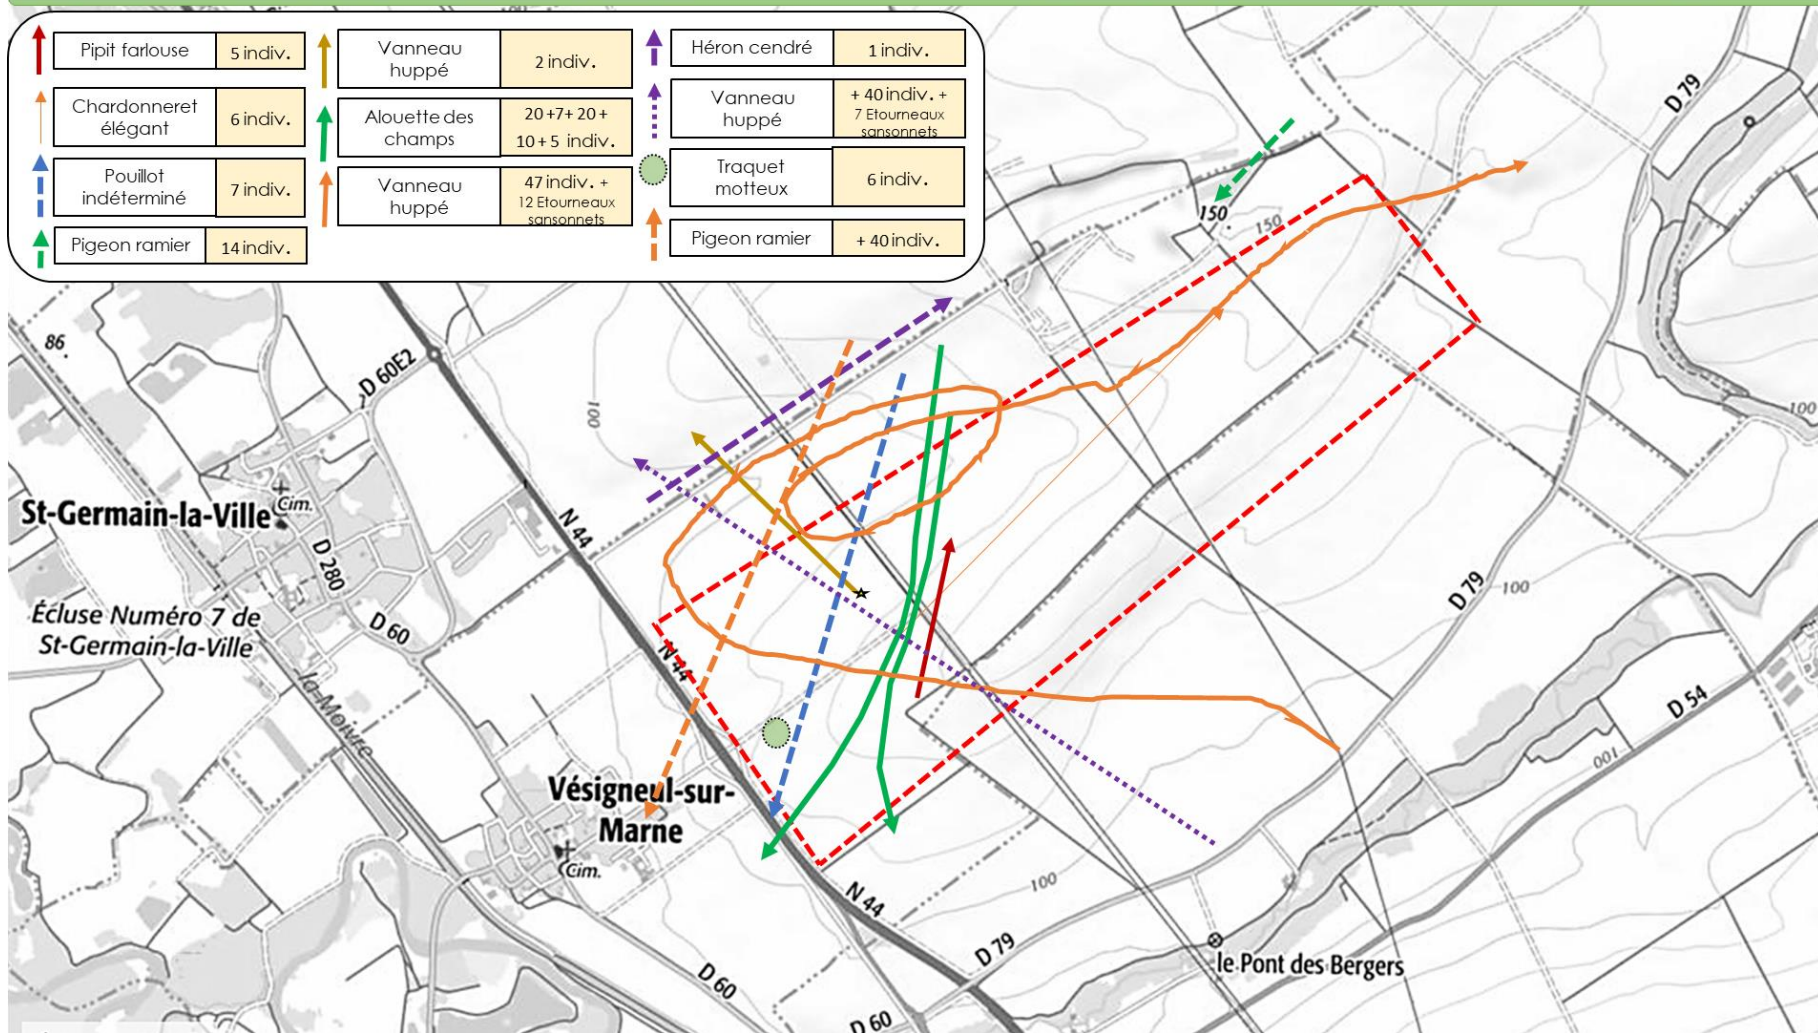 Pipit farlouse
5 indiv.
Chardonneret
élégant
6 indiv.
Pouillot
indéterminé
7 indiv.
Pigeon ramier
14 indiv.
Vanneau
huppé
2 indiv.
Alouette des
champs
20 +7+ 20 +
10 + 5 indiv.
Vanneau
huppé
47 indiv. +
12 Etourneaux
sansonnets
Héron cendré
1 indiv.
Vanneau
huppé
+ 40 indiv. +
7 Etourneaux
sansonnets
Traquet
motteux
6 indiv.
Pigeon ramier
+ 40 indiv.
D 79
150
150
86
D 60E2
100
100
St-Germain-la-Ville
Cim.
N 44
D 280
Écluse Numéro 7 de
St-Germain-la-Ville
D 60
N 44
la Moivre
D 79
100
D 54
100
Vésigneul-sur-
Marne
Cim.
100
N 44
D 79
le Pont des Bergers
D 60
D 60